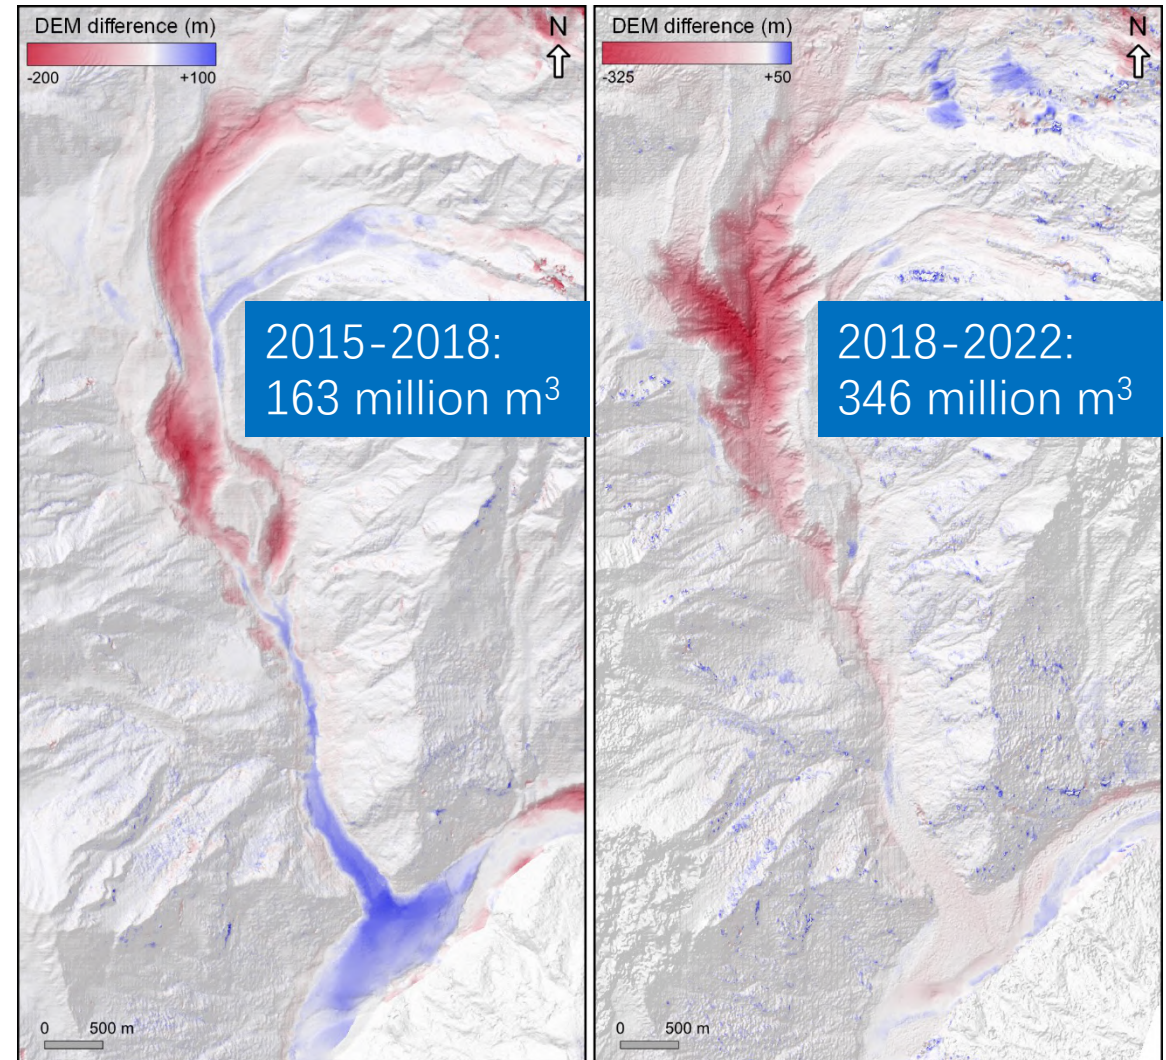 DEM difference (m)
-200 +100
N
2015-2018:
163 million m³
0 500 m
DEM difference (m)
-325 +50
N
2018-2022:
346 million m³
0 500 m